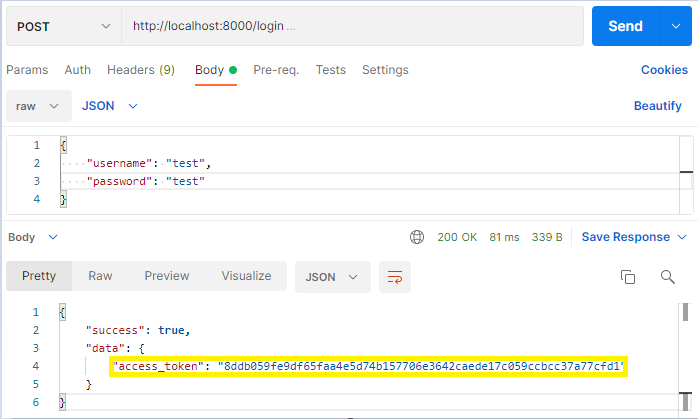 POST http://localhost:8000/login ... Send
Params Auth Headers (9) Body Pre-req. Tests Settings Cookies
raw JSON Beautify
1 {
2 ····"username":·"test",
3 ····"password":·"test"
4 }
Body 200 OK 81 ms 339 B Save Response
Pretty Raw Preview Visualize JSON
1 {
2 "success": true,
3 "data": {
4 "access_token": "8ddb059fe9df65faa4e5d74b157706e3642caede17c059ccbcc37a77cfd1"
5 }
6 }